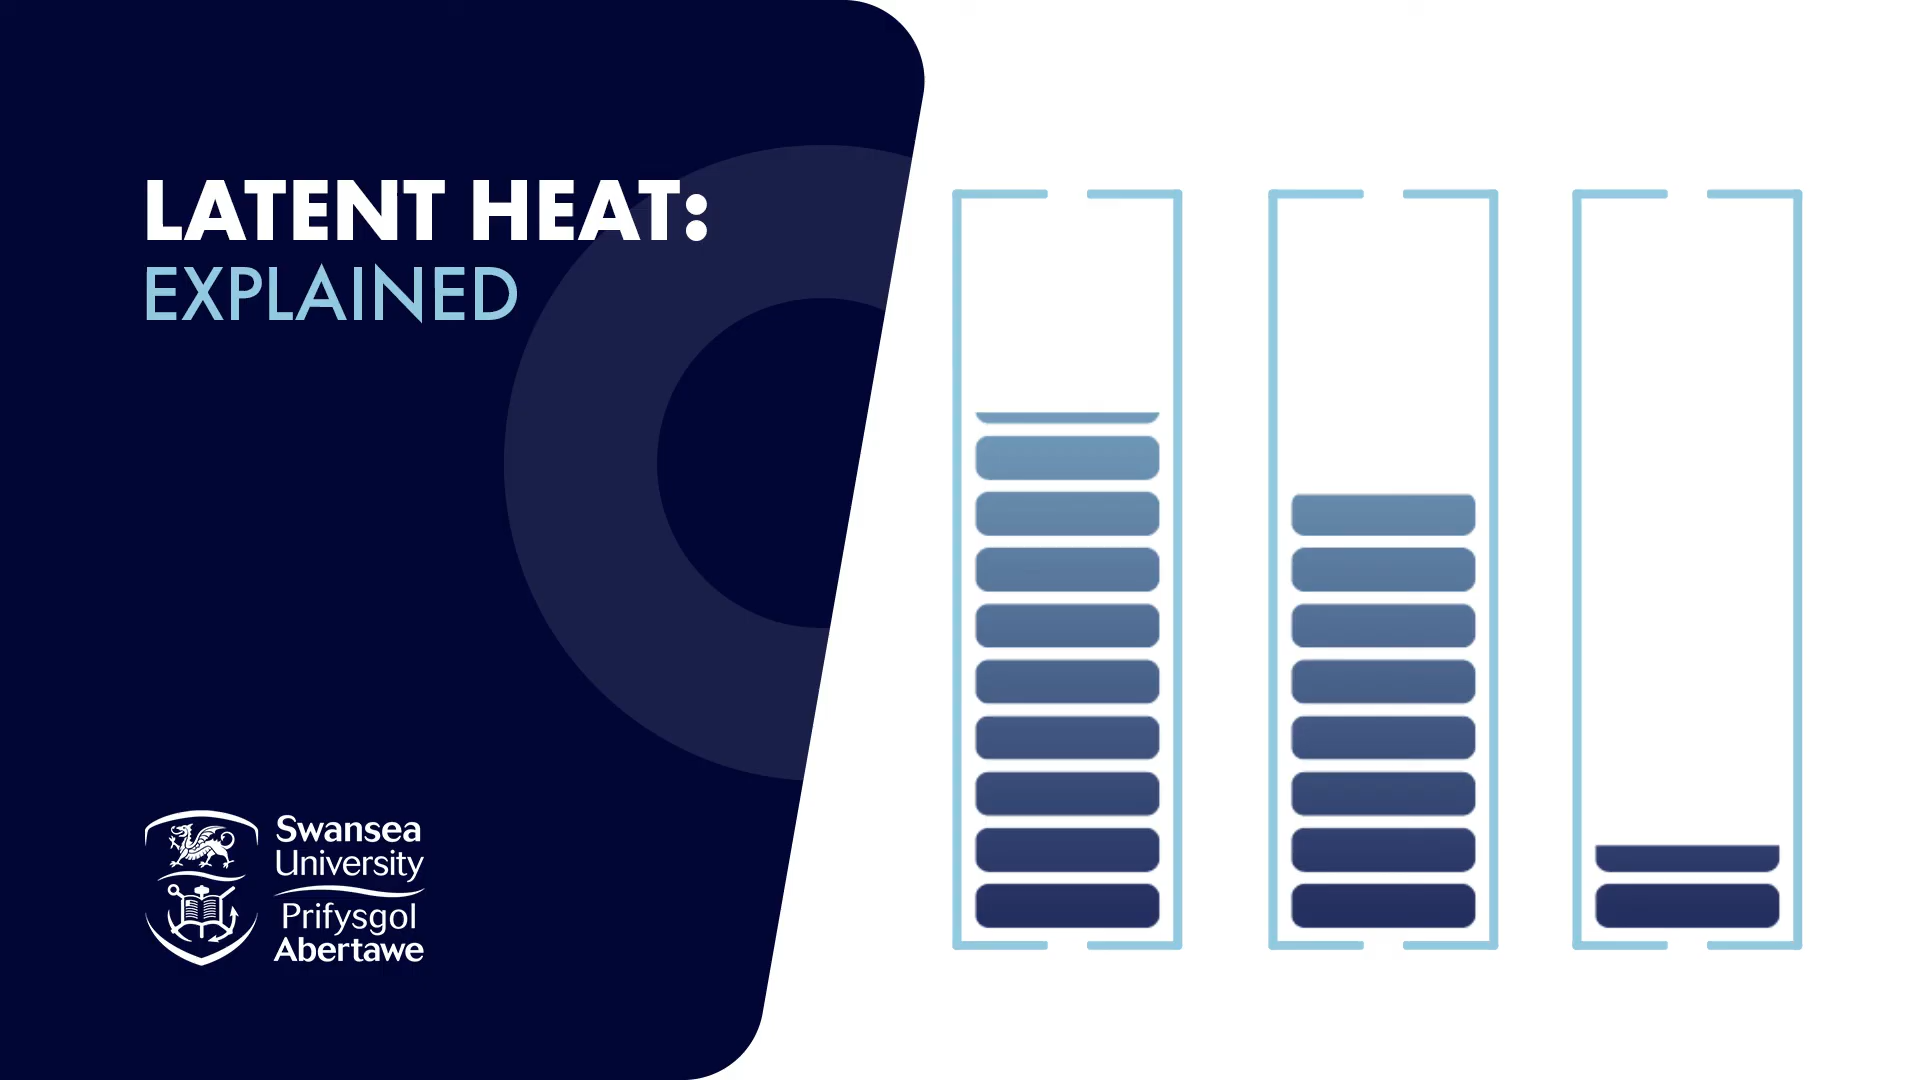 LATENT HEAT:
EXPLAINED
Swansea
University
Prifysgol
Abertawe